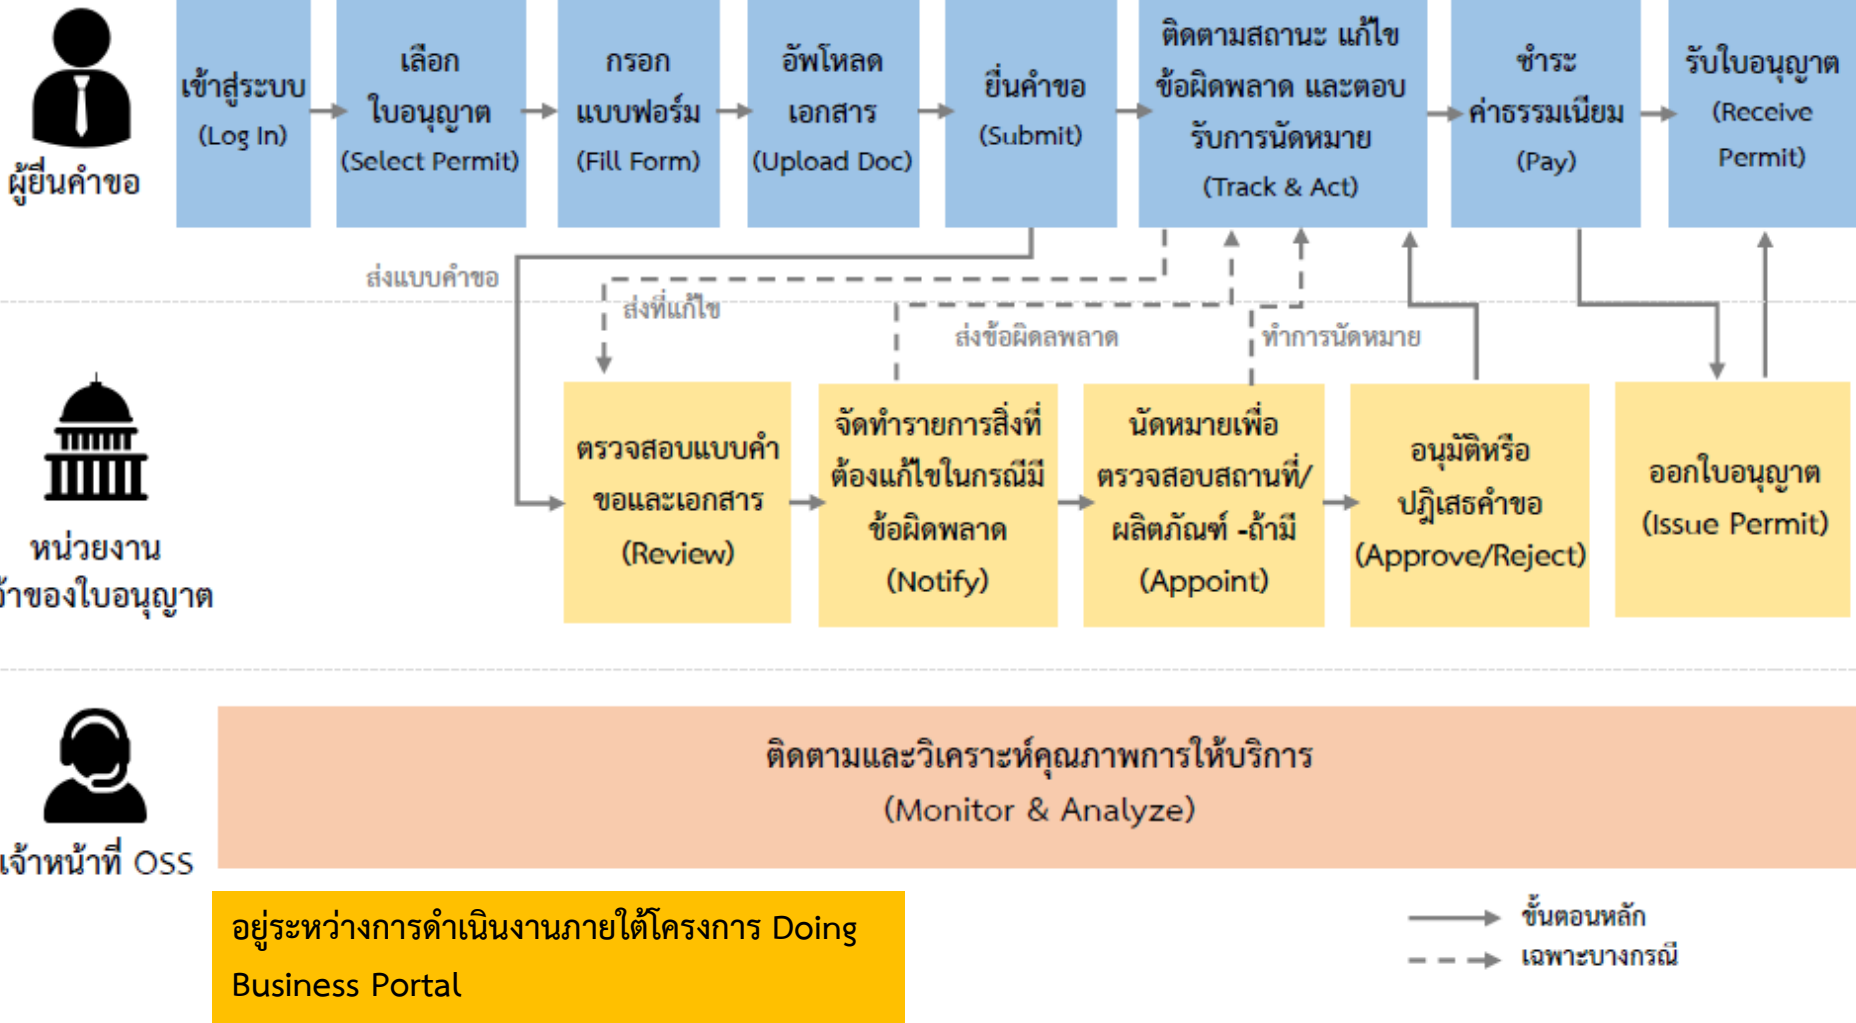 ผู้ยื่นคำขอ
เข้าสู่ระบบ
(Log In)
เลือก
ใบอนุญาต
(Select Permit)
กรอก
แบบฟอร์ม
(Fill Form)
อัพโหลด
เอกสาร
(Upload Doc)
ยื่นคำขอ
(Submit)
ติดตามสถานะ แก้ไข
ข้อผิดพลาด และตอบ
รับการนัดหมาย
(Track & Act)
ชำระ
ค่าธรรมเนียม
(Pay)
รับใบอนุญาต
(Receive
Permit)
ส่งแบบคำขอ
ส่งที่แก้ไข
ส่งข้อผิดลพลาด
ทำการนัดหมาย
หน่วยงาน
จ้าของใบอนุญาต
ตรวจสอบแบบคำ
ขอและเอกสาร
(Review)
จัดทำรายการสิ่งที่
ต้องแก้ไขในกรณีมี
ข้อผิดพลาด
(Notify)
นัดหมายเพื่อ
ตรวจสอบสถานที่/
ผลิตภัณฑ์ -ถ้ามี
(Appoint)
อนุมัติหรือ
ปฎิเสธคำขอ
(Approve/Reject)
ออกใบอนุญาต
(Issue Permit)
เจ้าหน้าที่ OSS
ติดตามและวิเคราะห์คุณภาพการให้บริการ
(Monitor & Analyze)
อยู่ระหว่างการดำเนินงานภายใต้โครงการ Doing
Business Portal
ขั้นตอนหลัก
เฉพาะบางกรณี